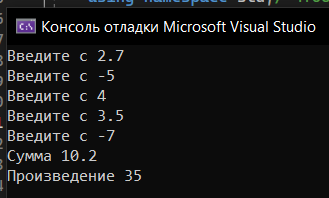 Консоль отладки Microsoft Visual Studio
Введите с 2.7
Введите с -5
Введите с 4
Введите с 3.5
Введите с -7
Сумма 10.2
Произведение 35